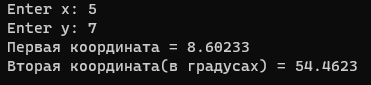 Enter x: 5
Enter y: 7
Первая координата = 8.60233
Вторая координата(в градусах) = 54.4623